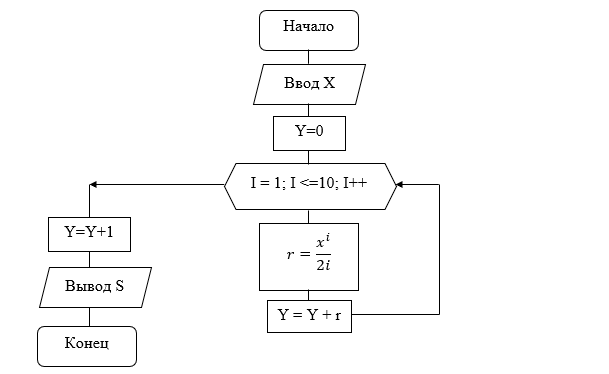 Начало
Ввод X
Y=0
I = 1; I <=10; I++
r = x^i / 2i
Y = Y + r
Y=Y+1
Вывод S
Конец